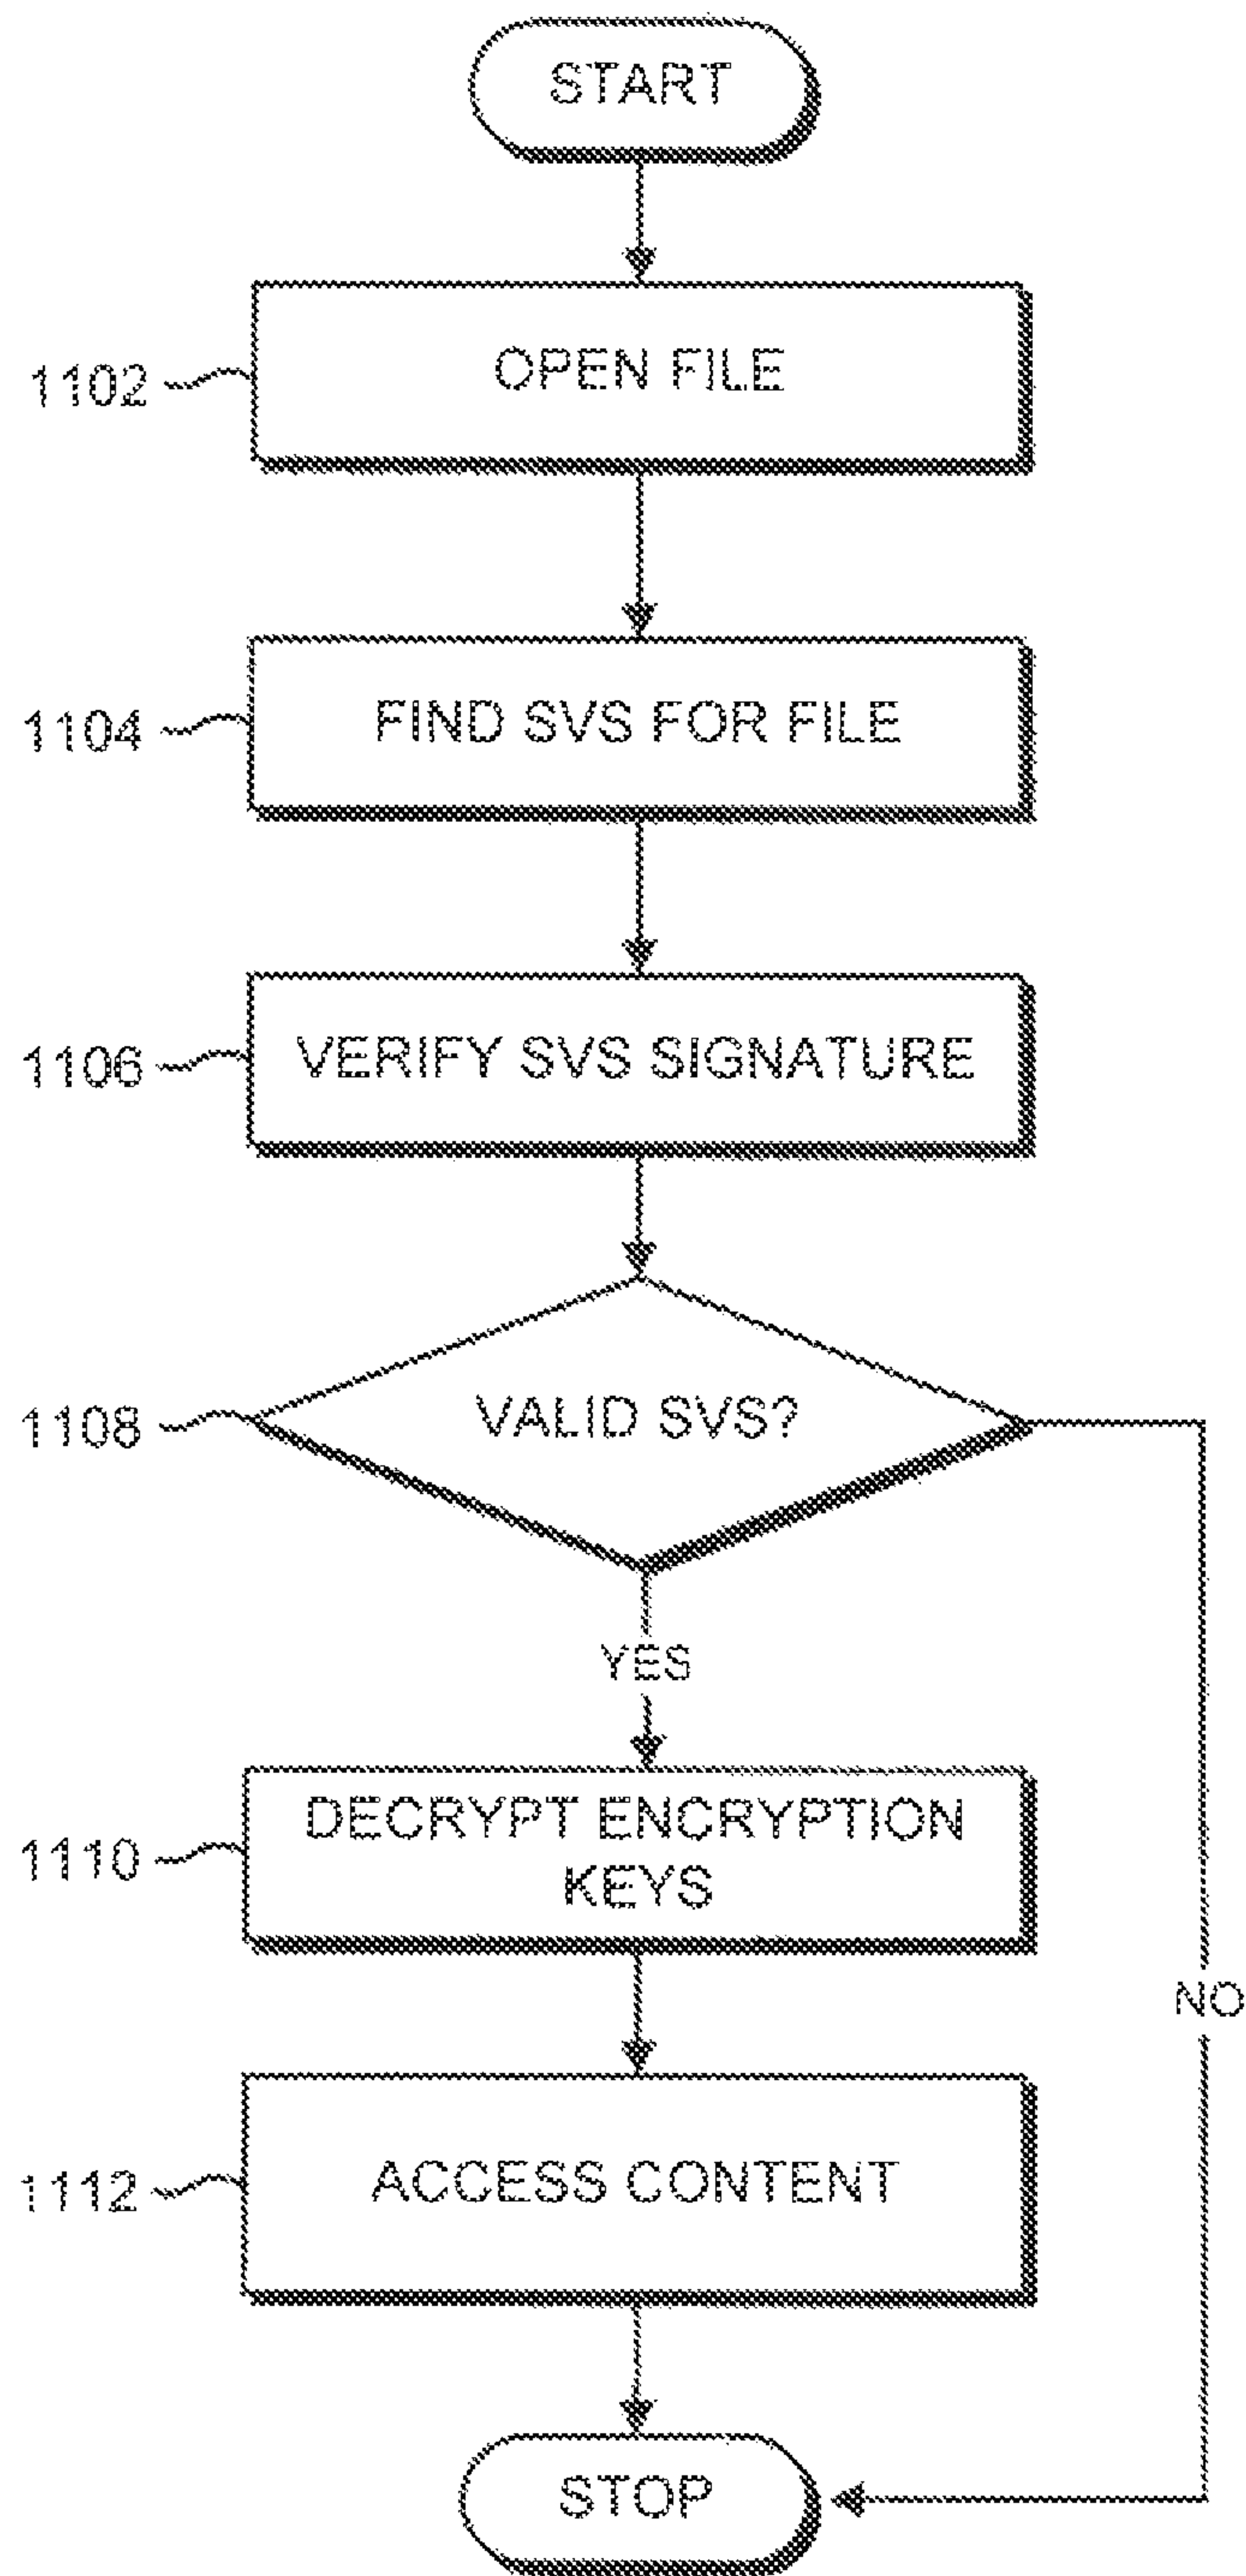 START
1102
OPEN FILE
1104
FIND SVS FOR FILE
1106
VERIFY SVS SIGNATURE
1108
VALID SVS?
YES
1110
DECRYPT ENCRYPTION
KEYS
NO
1112
ACCESS CONTENT
STOP